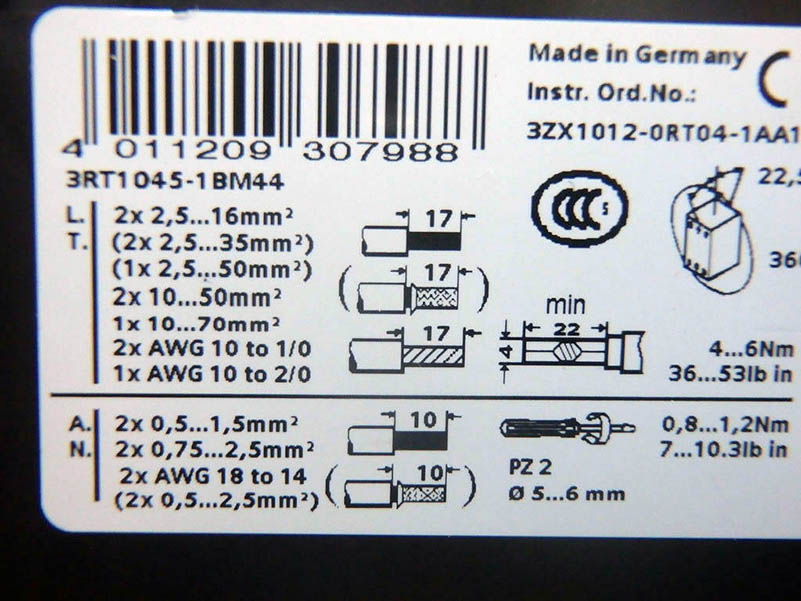 Made in Germany
Instr. Ord.No.:
3ZX1012-0RT04-1AA1
4 011209 307988
3RT1045-1BM44
CCC S
22,5
360
L. 2x 2,5...16mm² 17
T. (2x 2,5...35mm²)
(1x 2,5...50mm²) ( 17 )
2x 10...50mm²
1x 10...70mm² 17 min
22
4
2x AWG 10 to 1/0 4...6Nm
1x AWG 10 to 2/0 36...53lb in
A. 2x 0,5...1,5mm² 10 0,8...1,2Nm
N. 2x 0,75...2,5mm² 7...10.3lb in
2x AWG 18 to 14 ( 10 ) PZ 2
(2x 0,5...2,5mm²) Ø 5...6 mm